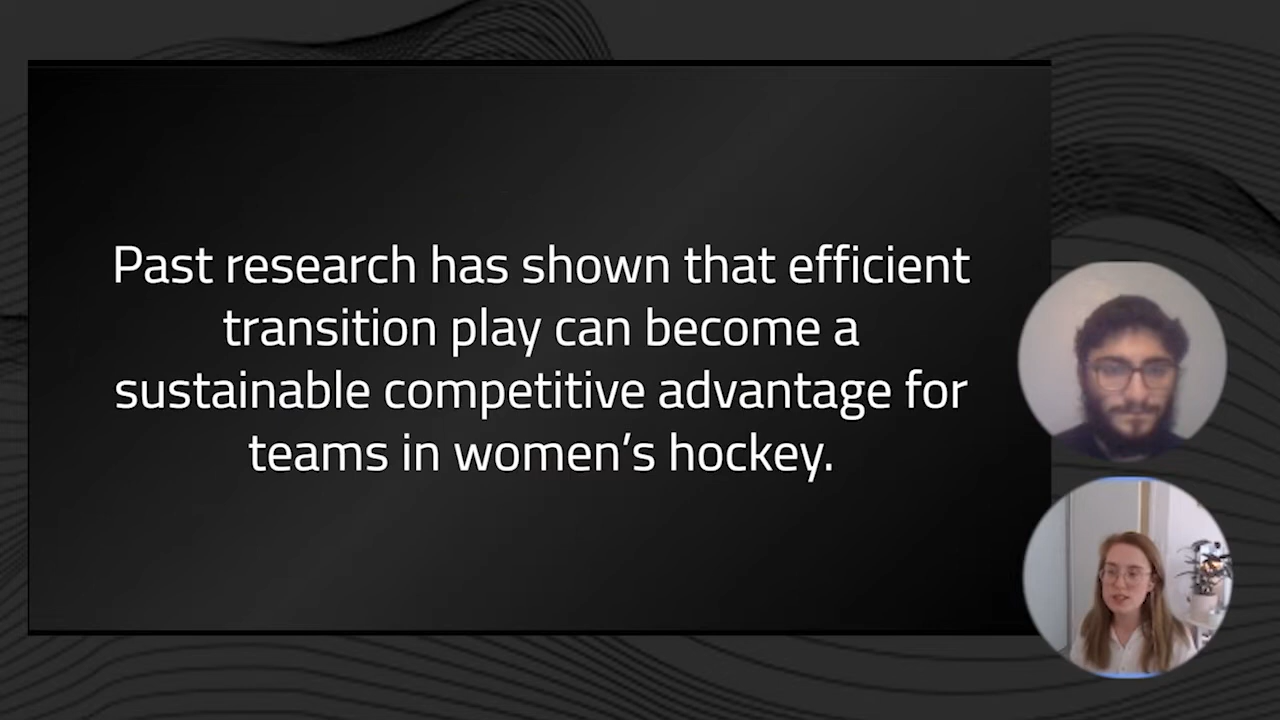 Past research has shown that efficient
transition play can become a
sustainable competitive advantage for
teams in women’s hockey.